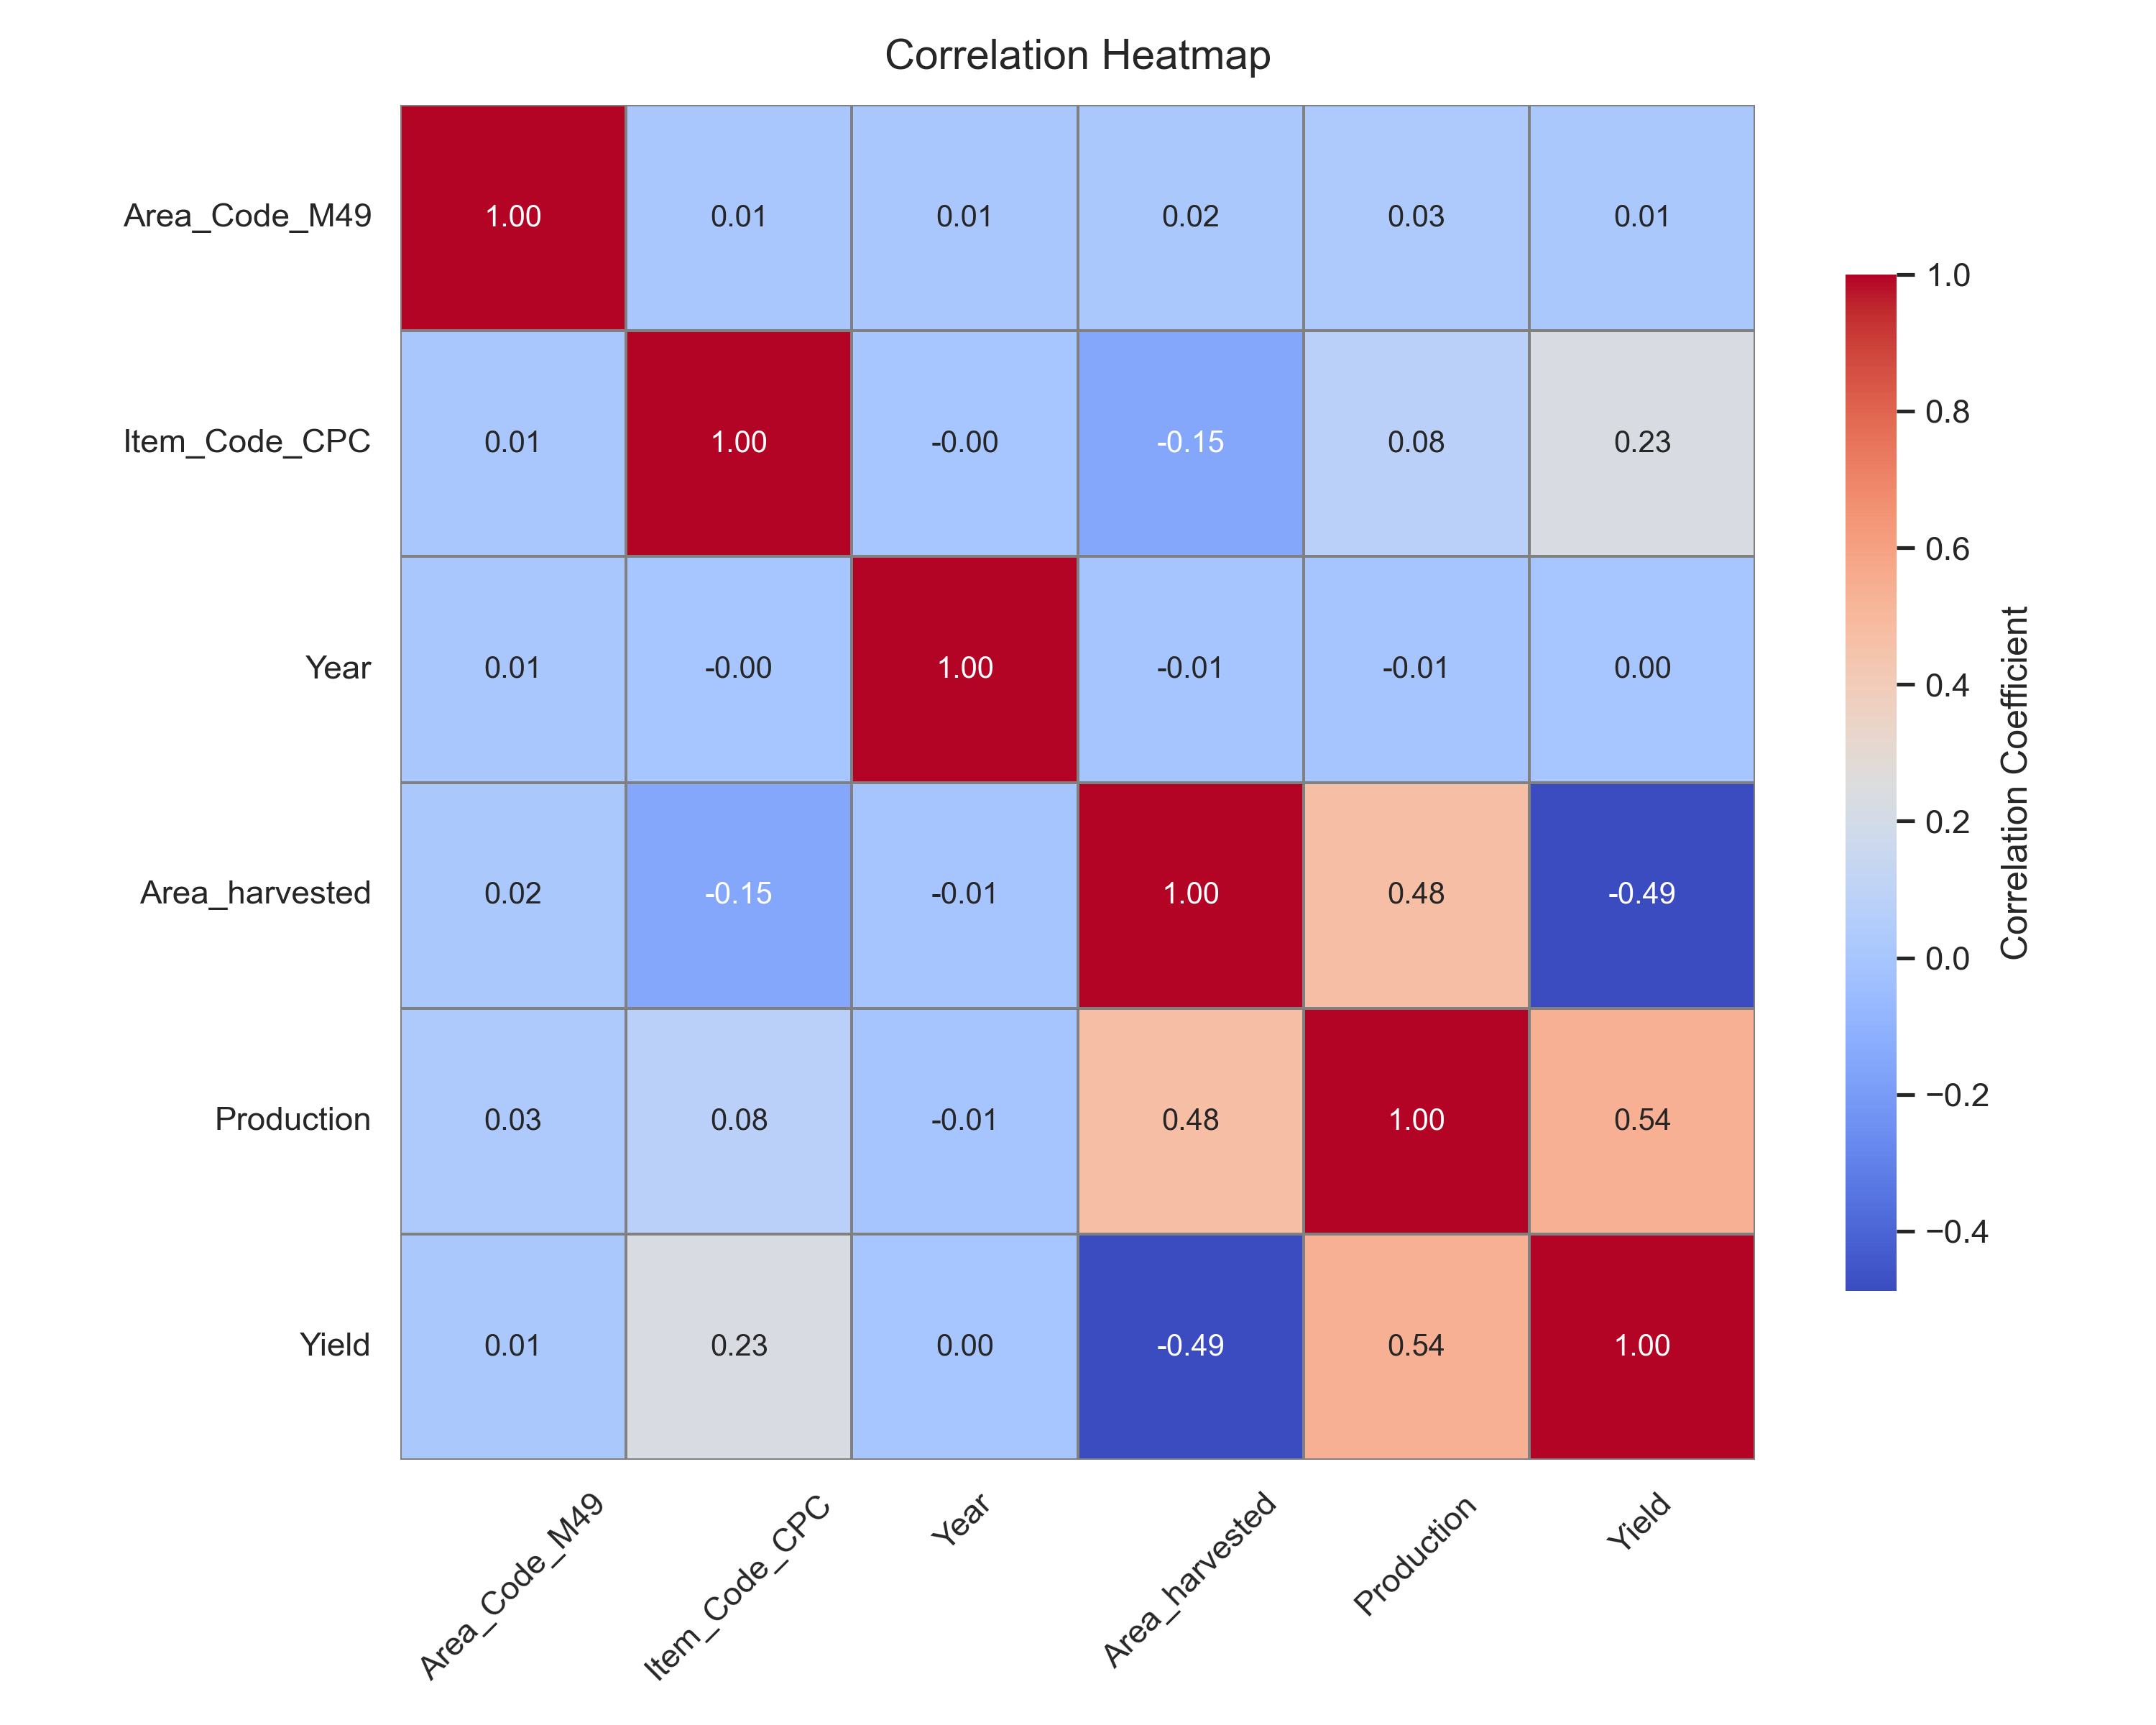 Correlation Heatmap
Area_Code_M49 1.00 0.01 0.01 0.02 0.03 0.01
Item_Code_CPC 0.01 1.00 -0.00 -0.15 0.08 0.23
Year 0.01 -0.00 1.00 -0.01 -0.01 0.00
Area_harvested 0.02 -0.15 -0.01 1.00 0.48 -0.49
Production 0.03 0.08 -0.01 0.48 1.00 0.54
Yield 0.01 0.23 0.00 -0.49 0.54 1.00
Area_Code_M49 Item_Code_CPC Year Area_harvested Production Yield
1.0
0.8
0.6
0.4
0.2
0.0
−0.2
−0.4
Correlation Coefficient